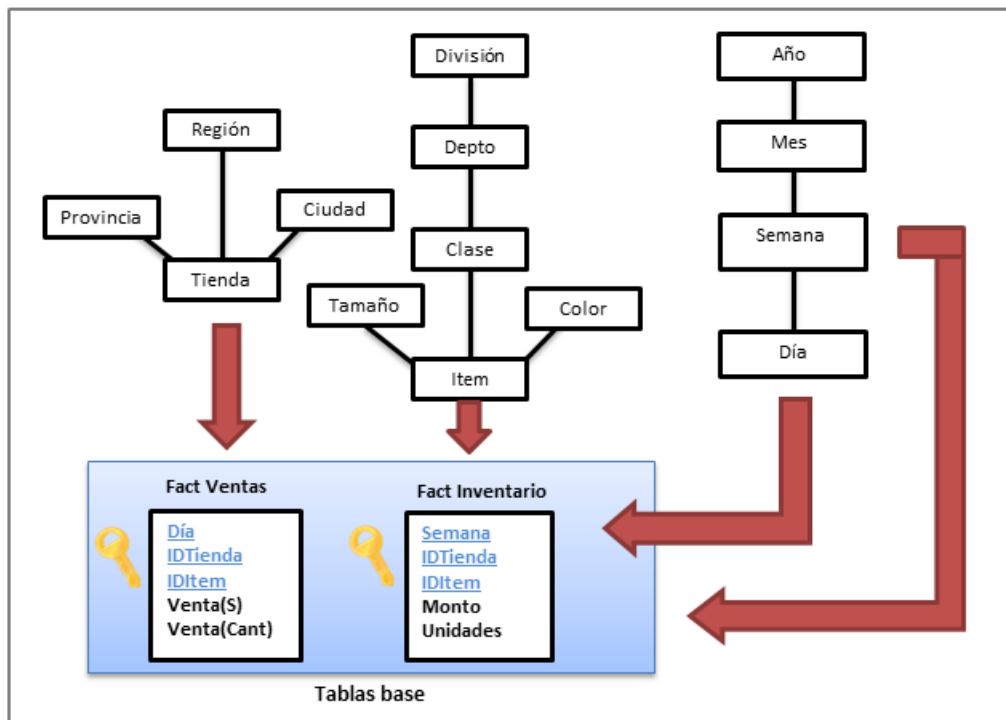 División
Año
Región
Depto
Mes
Provincia
Ciudad
Clase
Semana
Tienda
Tamaño
Color
Día
Item
Fact Ventas
Día
IDTienda
IDItem
Venta(S)
Venta(Cant)
Fact Inventario
Semana
IDTienda
IDItem
Monto
Unidades
Tablas base